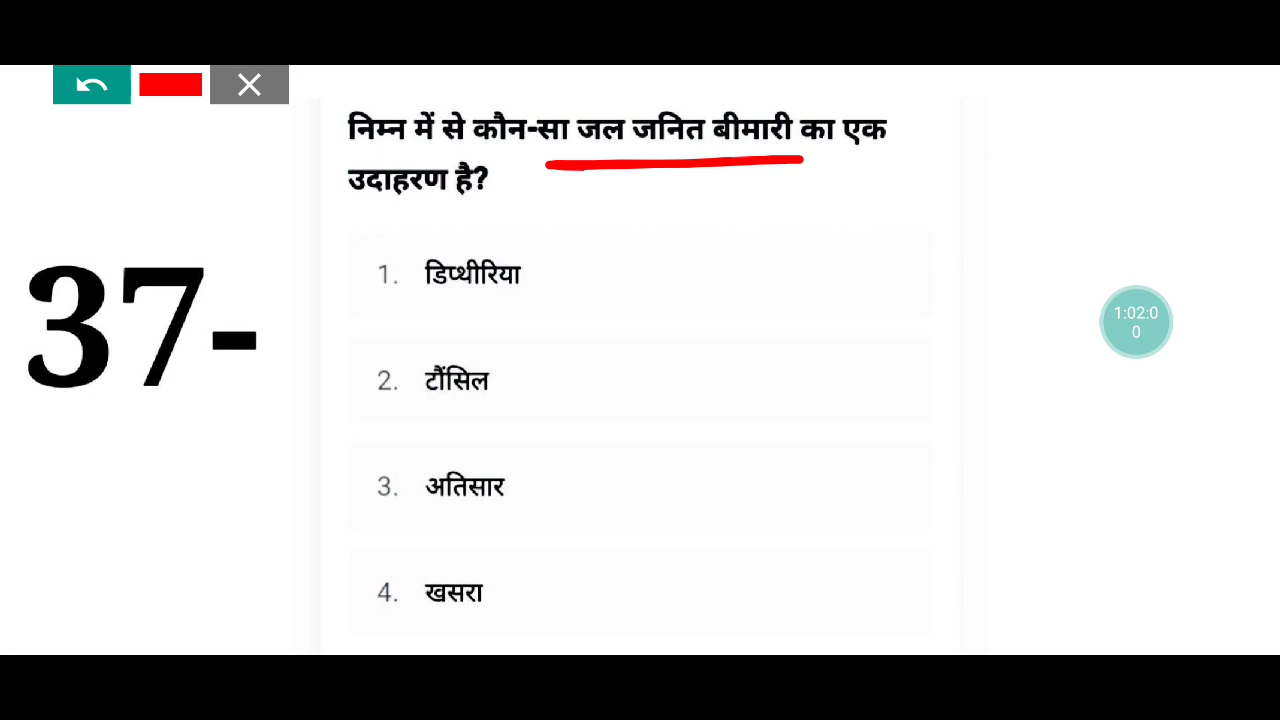 निम्न में से कौन-सा जल जनित बीमारी का एक
उदाहरण है?
37-
1. डिप्थीरिया
1:02:0
0
2. टौंसिल
3. अतिसार
4. खसरा